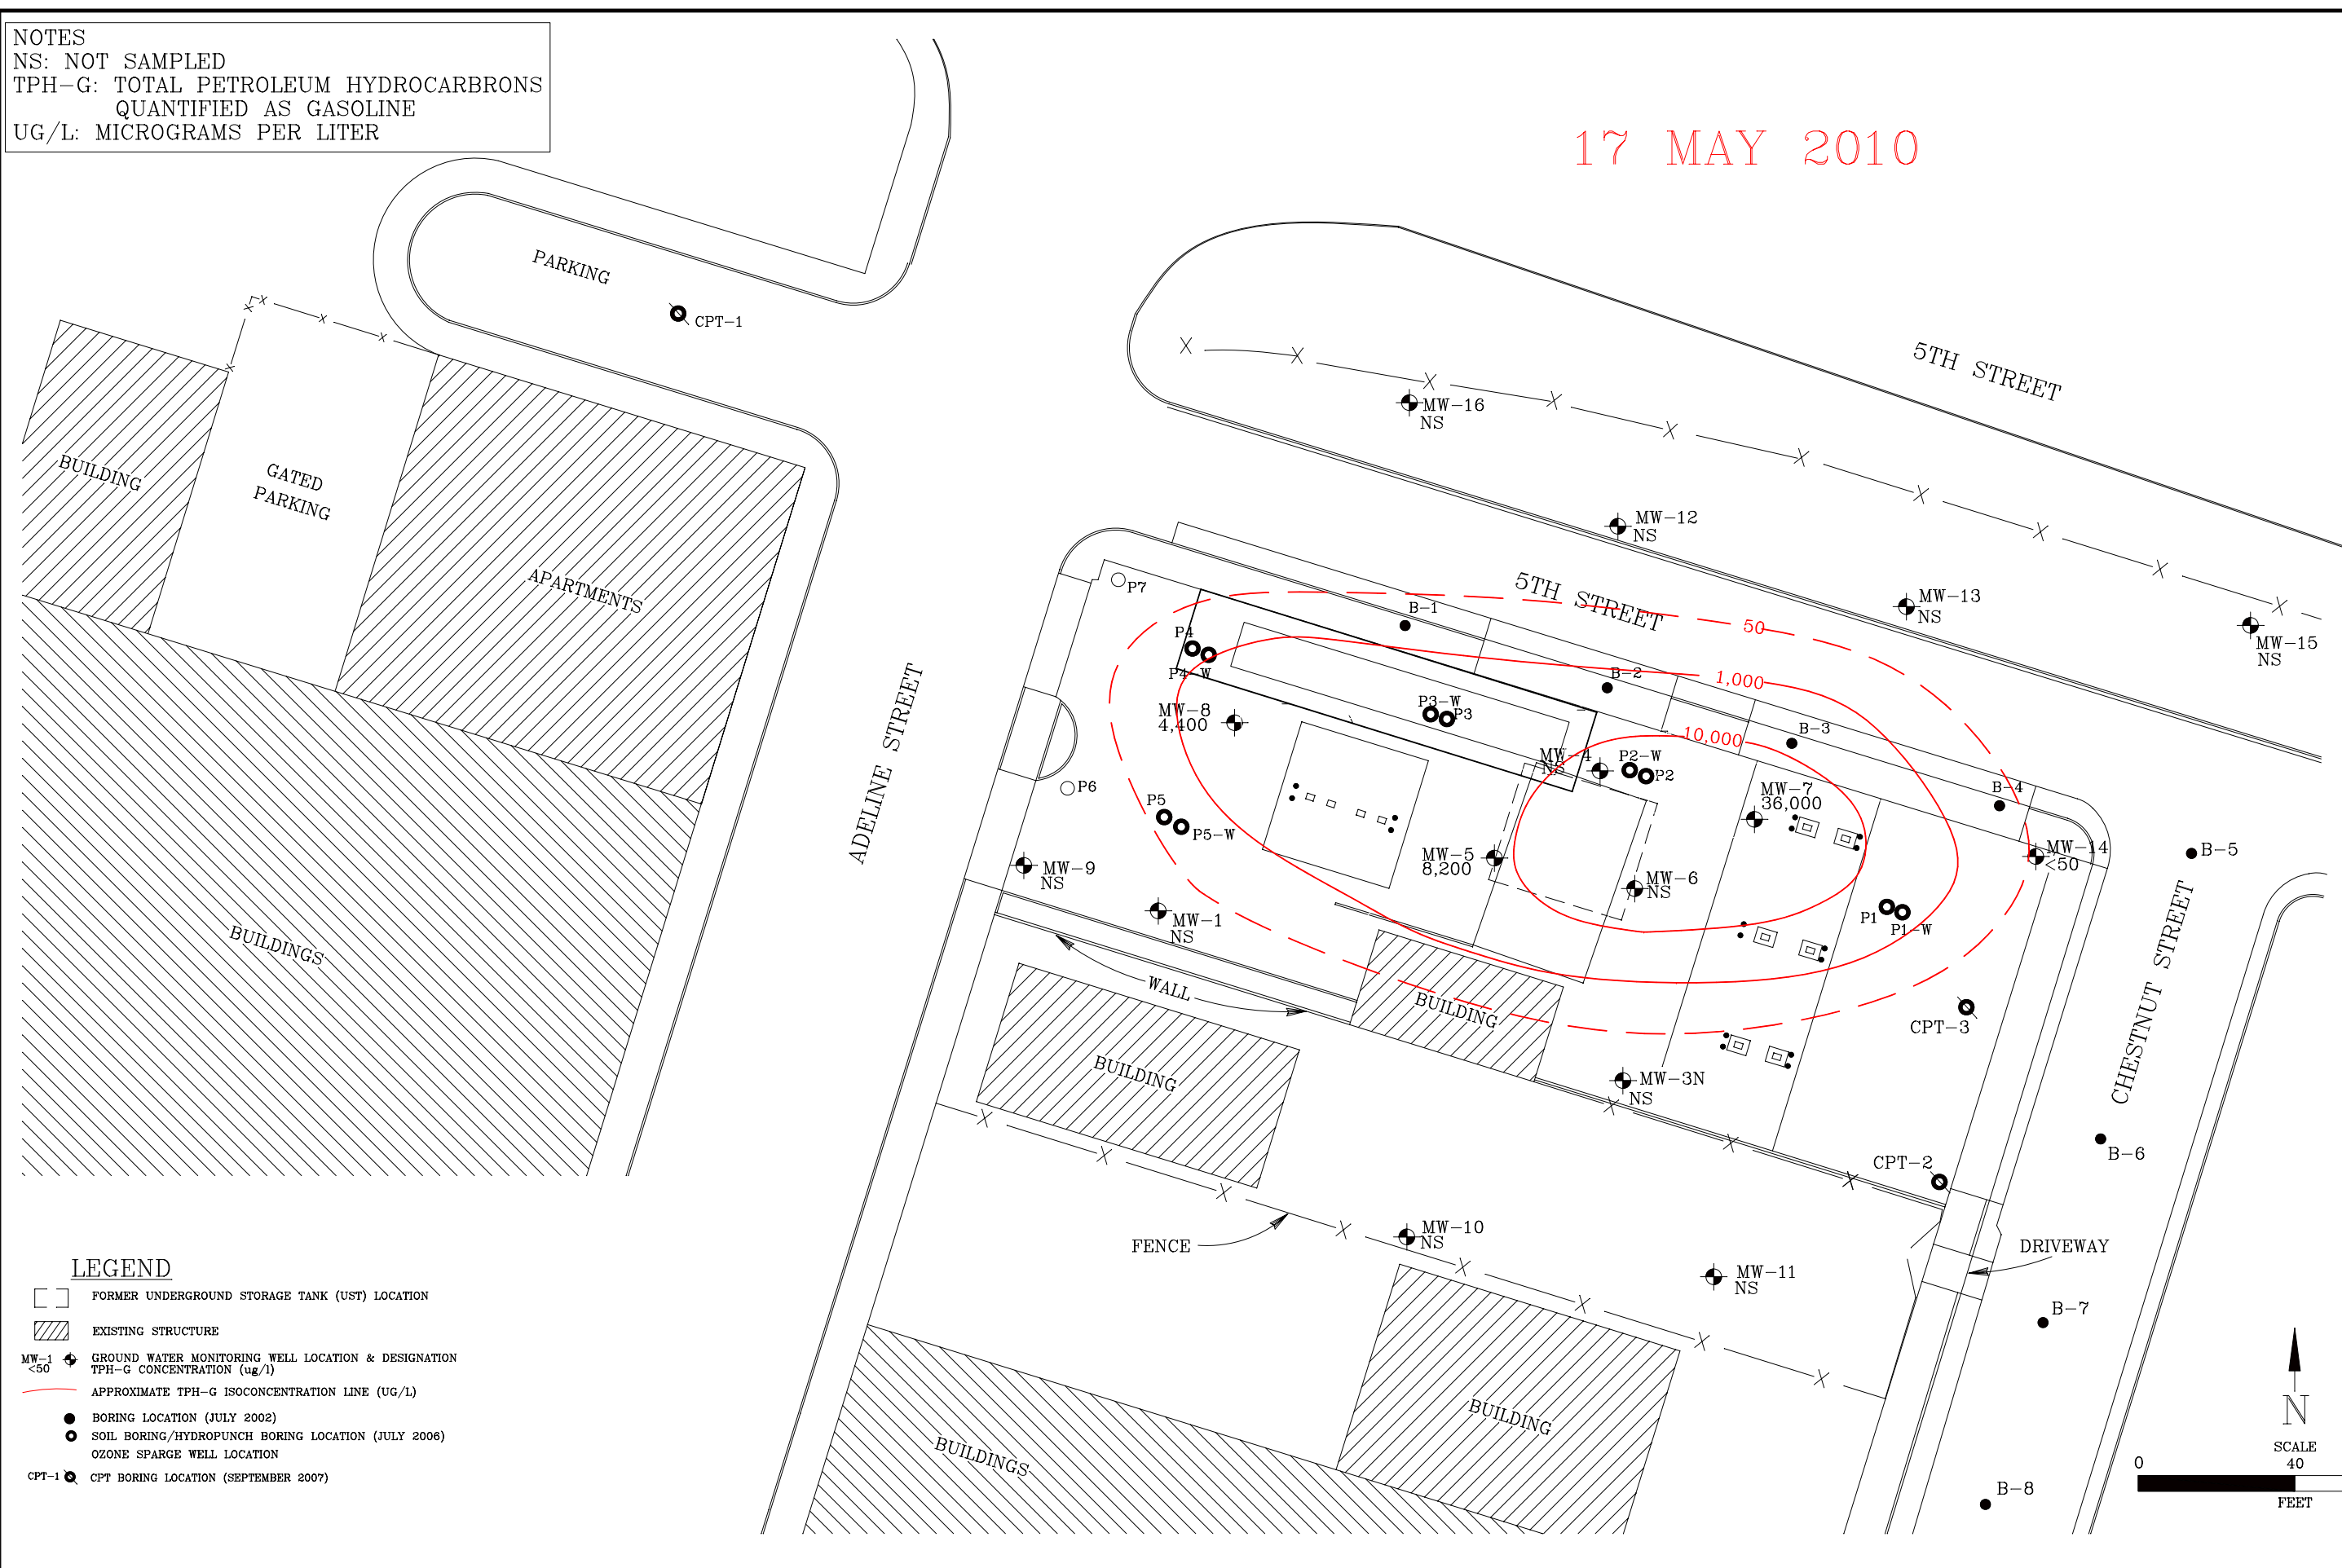 NOTES
NS: NOT SAMPLED
TPH-G: TOTAL PETROLEUM HYDROCARBRONS
QUANTIFIED AS GASOLINE
UG/L: MICROGRAMS PER LITER
17 MAY 2010
PARKING
CPT-1
5TH STREET
MW-16
NS
BUILDING
GATED
PARKING
MW-12
NS
APARTMENTS
P7
5TH STREET
MW-13
NS
B-1
50
MW-15
NS
P4
P4-W
B-2
1,000
P3-W
P3
MW-8
4,400
10,000
B-3
MW-4
NS
P2-W
P2
ADELINE STREET
P6
MW-7
36,000
B-4
P5
P5-W
MW-5
8,200
MW-14
<50
B-5
MW-9
NS
MW-6
NS
MW-1
NS
P1
P1-W
BUILDINGS
WALL
BUILDING
CPT-3
CHESTNUT STREET
BUILDING
MW-3N
NS
B-6
CPT-2
MW-10
NS
FENCE
DRIVEWAY
MW-11
NS
B-7
BUILDING
BUILDINGS
B-8
LEGEND
FORMER UNDERGROUND STORAGE TANK (UST) LOCATION
EXISTING STRUCTURE
MW-1
<50
GROUND WATER MONITORING WELL LOCATION & DESIGNATION
TPH-G CONCENTRATION (ug/l)
APPROXIMATE TPH-G ISOCONCENTRATION LINE (UG/L)
BORING LOCATION (JULY 2002)
SOIL BORING/HYDROPUNCH BORING LOCATION (JULY 2006)
OZONE SPARGE WELL LOCATION
CPT-1
CPT BORING LOCATION (SEPTEMBER 2007)
N
SCALE
0 40
FEET